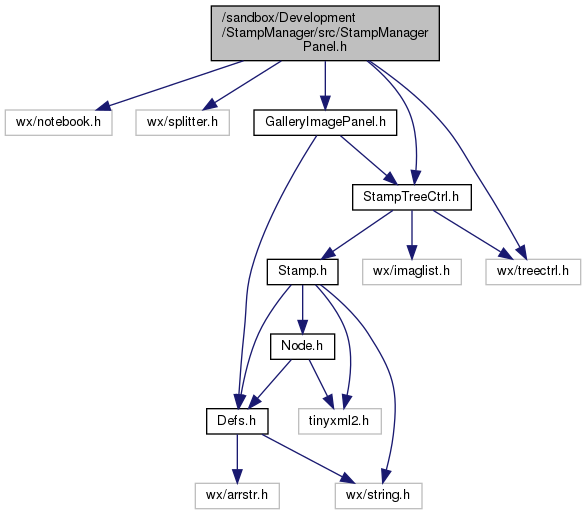 /sandbox/Development
/StampManager/src/StampManager
Panel.h
wx/notebook.h
wx/splitter.h
GalleryImagePanel.h
StampTreeCtrl.h
Stamp.h
wx/imaglist.h
wx/treectrl.h
Node.h
Defs.h
tinyxml2.h
wx/arrstr.h
wx/string.h